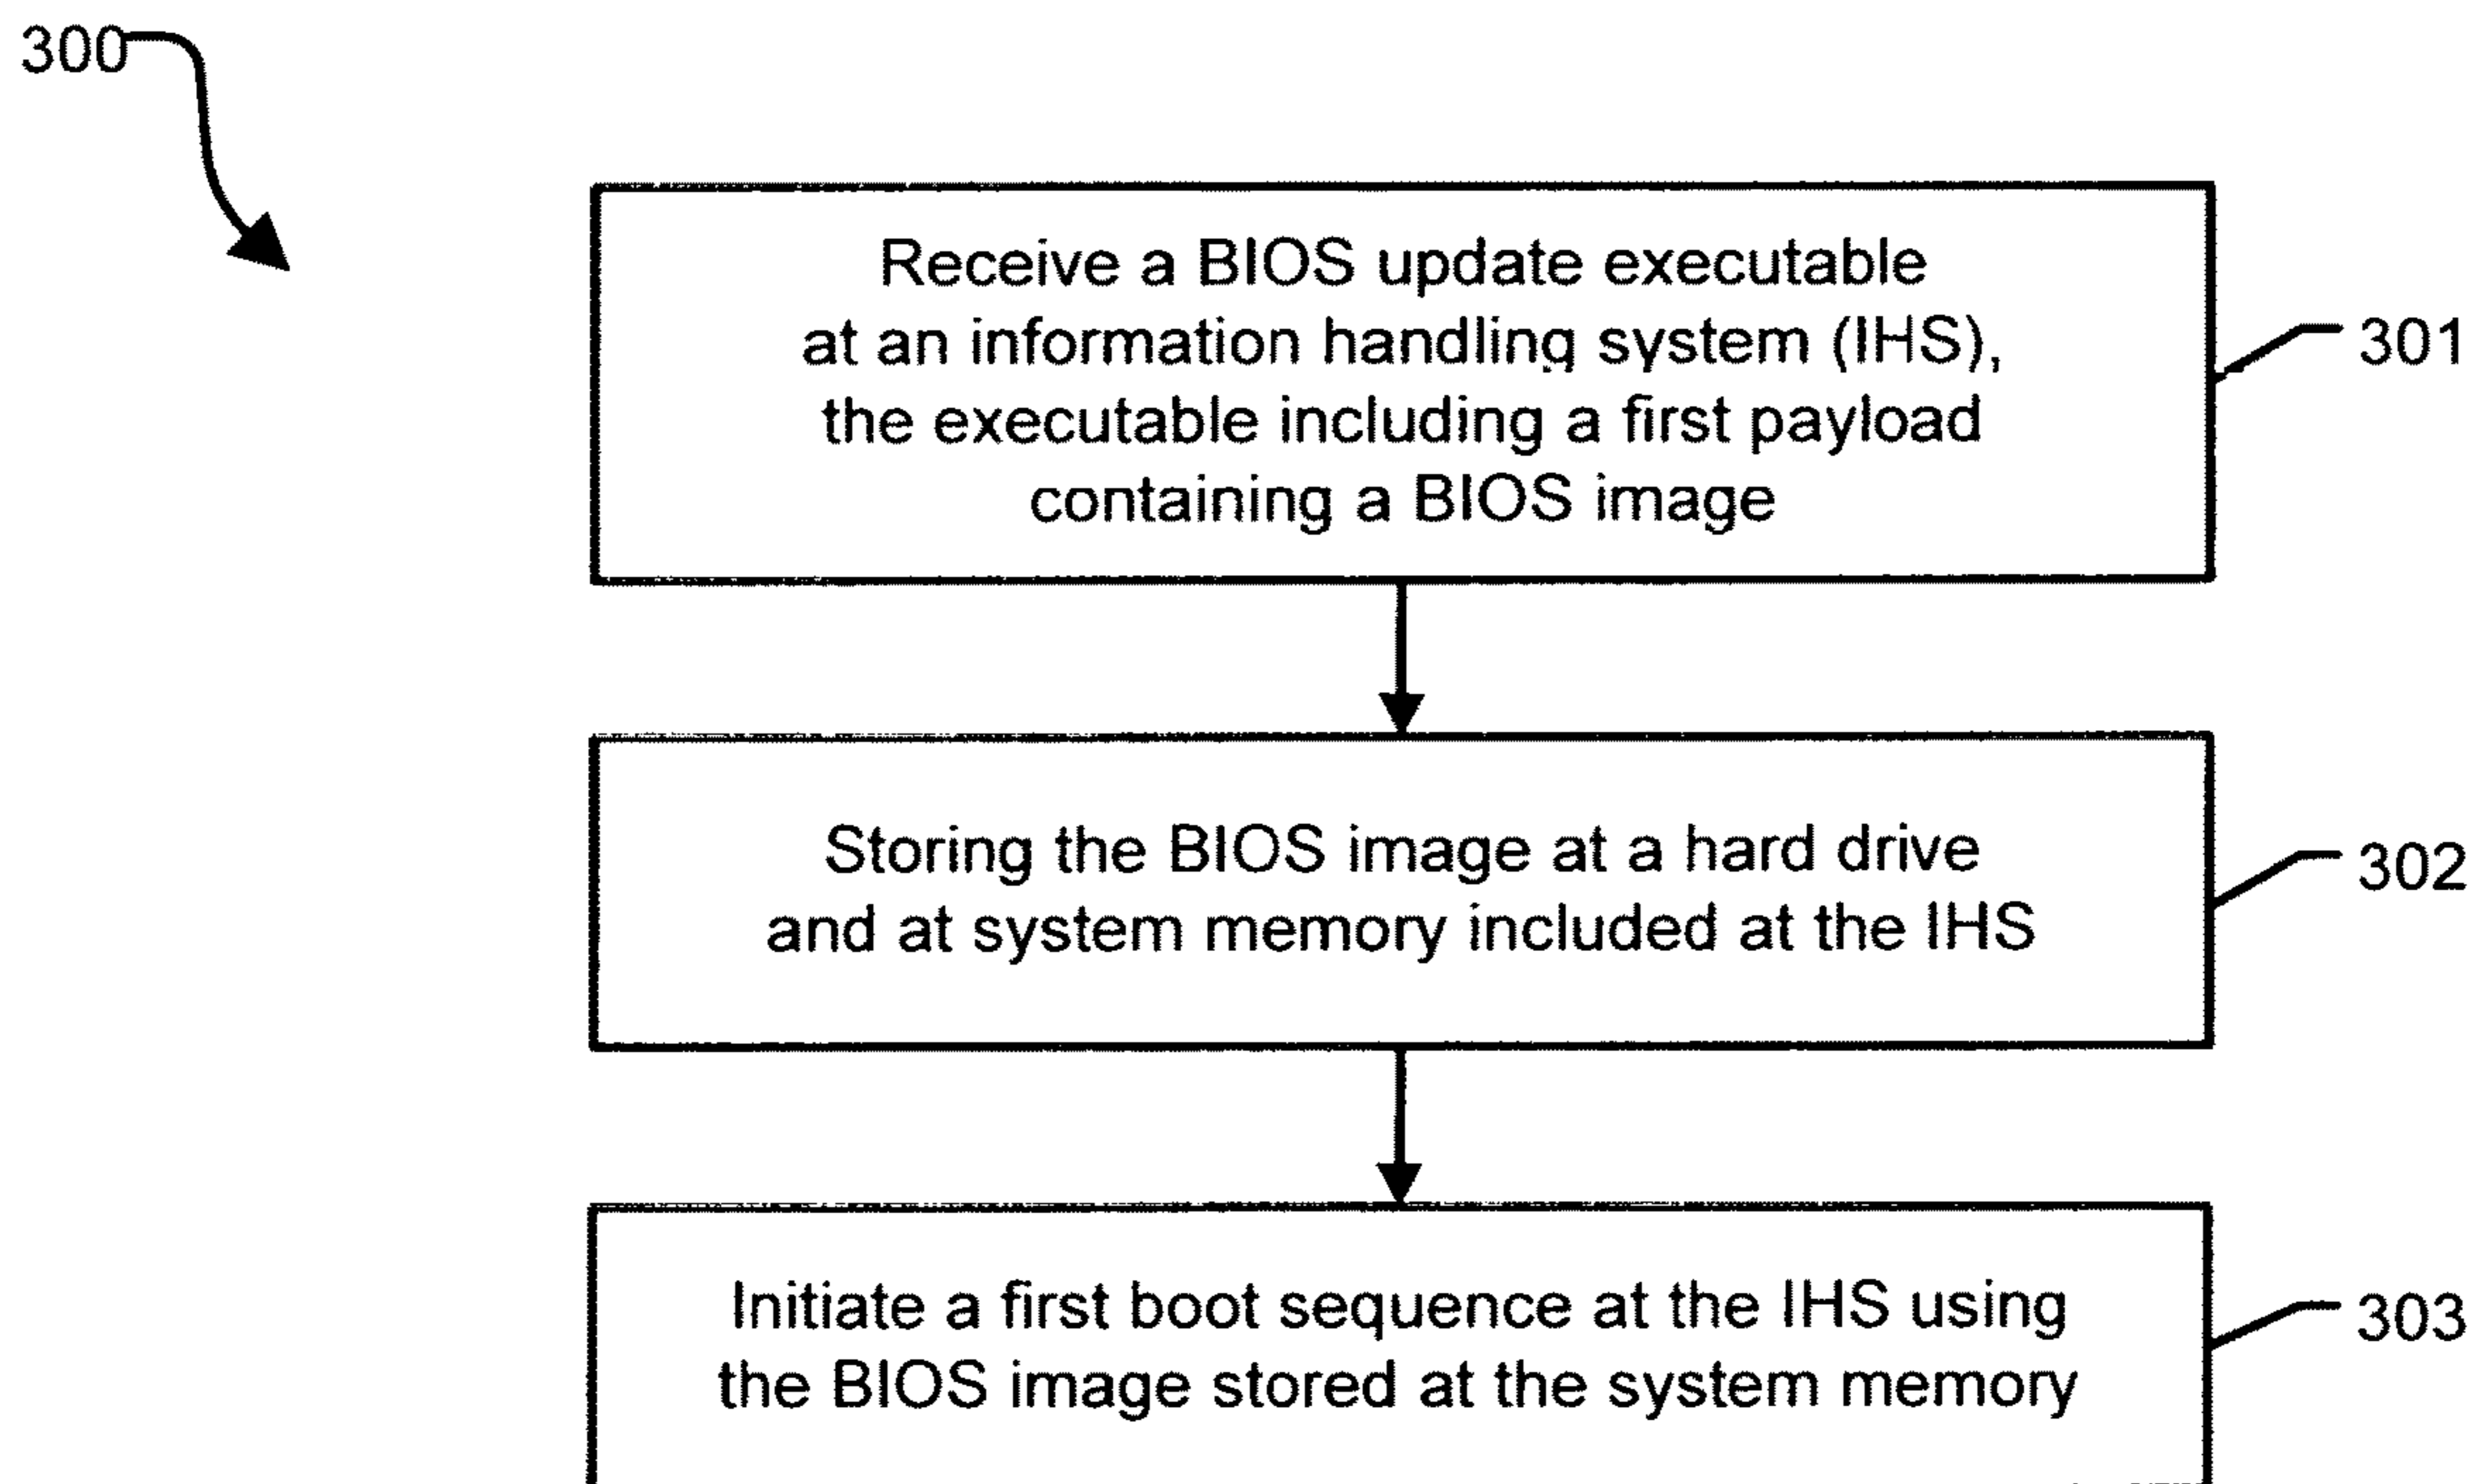 300
Receive a BIOS update executable
at an information handling system (IHS),
the executable including a first payload
containing a BIOS image
301
Storing the BIOS image at a hard drive
and at system memory included at the IHS
302
Initiate a first boot sequence at the IHS using
the BIOS image stored at the system memory
303